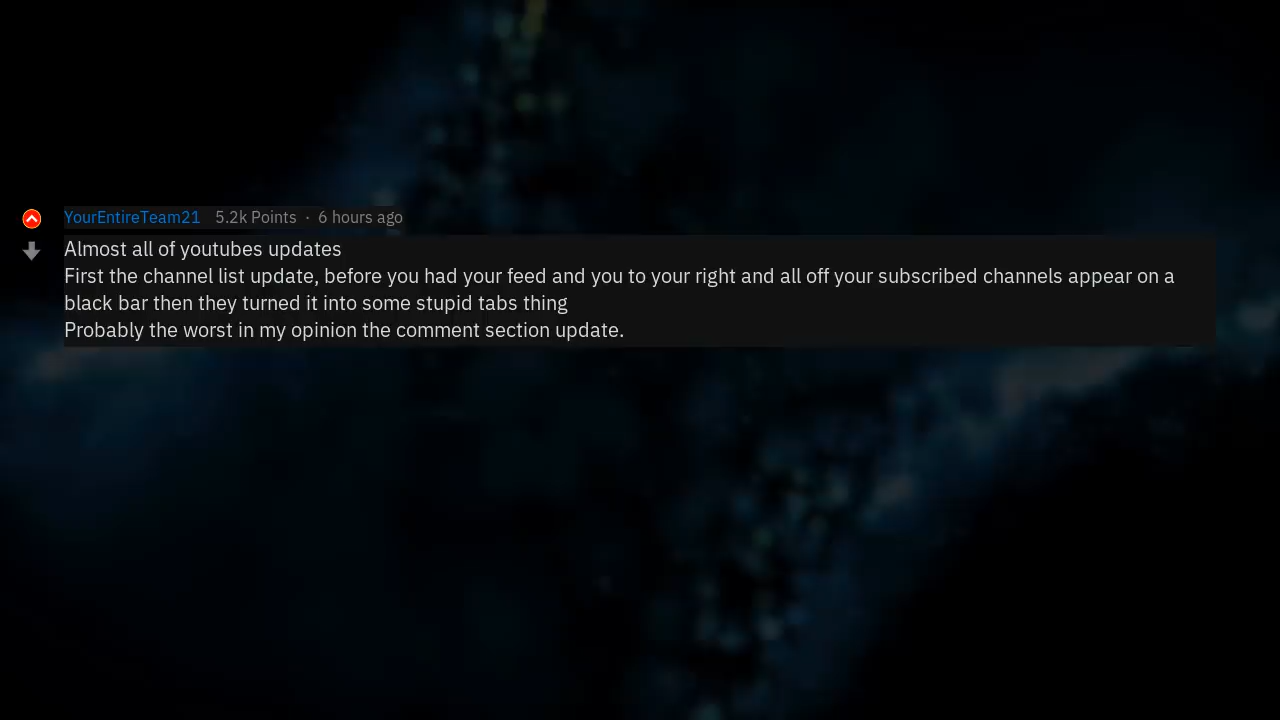 YourEntireTeam21 5.2k Points · 6 hours ago
Almost all of youtubes updates
First the channel list update, before you had your feed and you to your right and all off your subscribed channels appear on a
black bar then they turned it into some stupid tabs thing
Probably the worst in my opinion the comment section update.